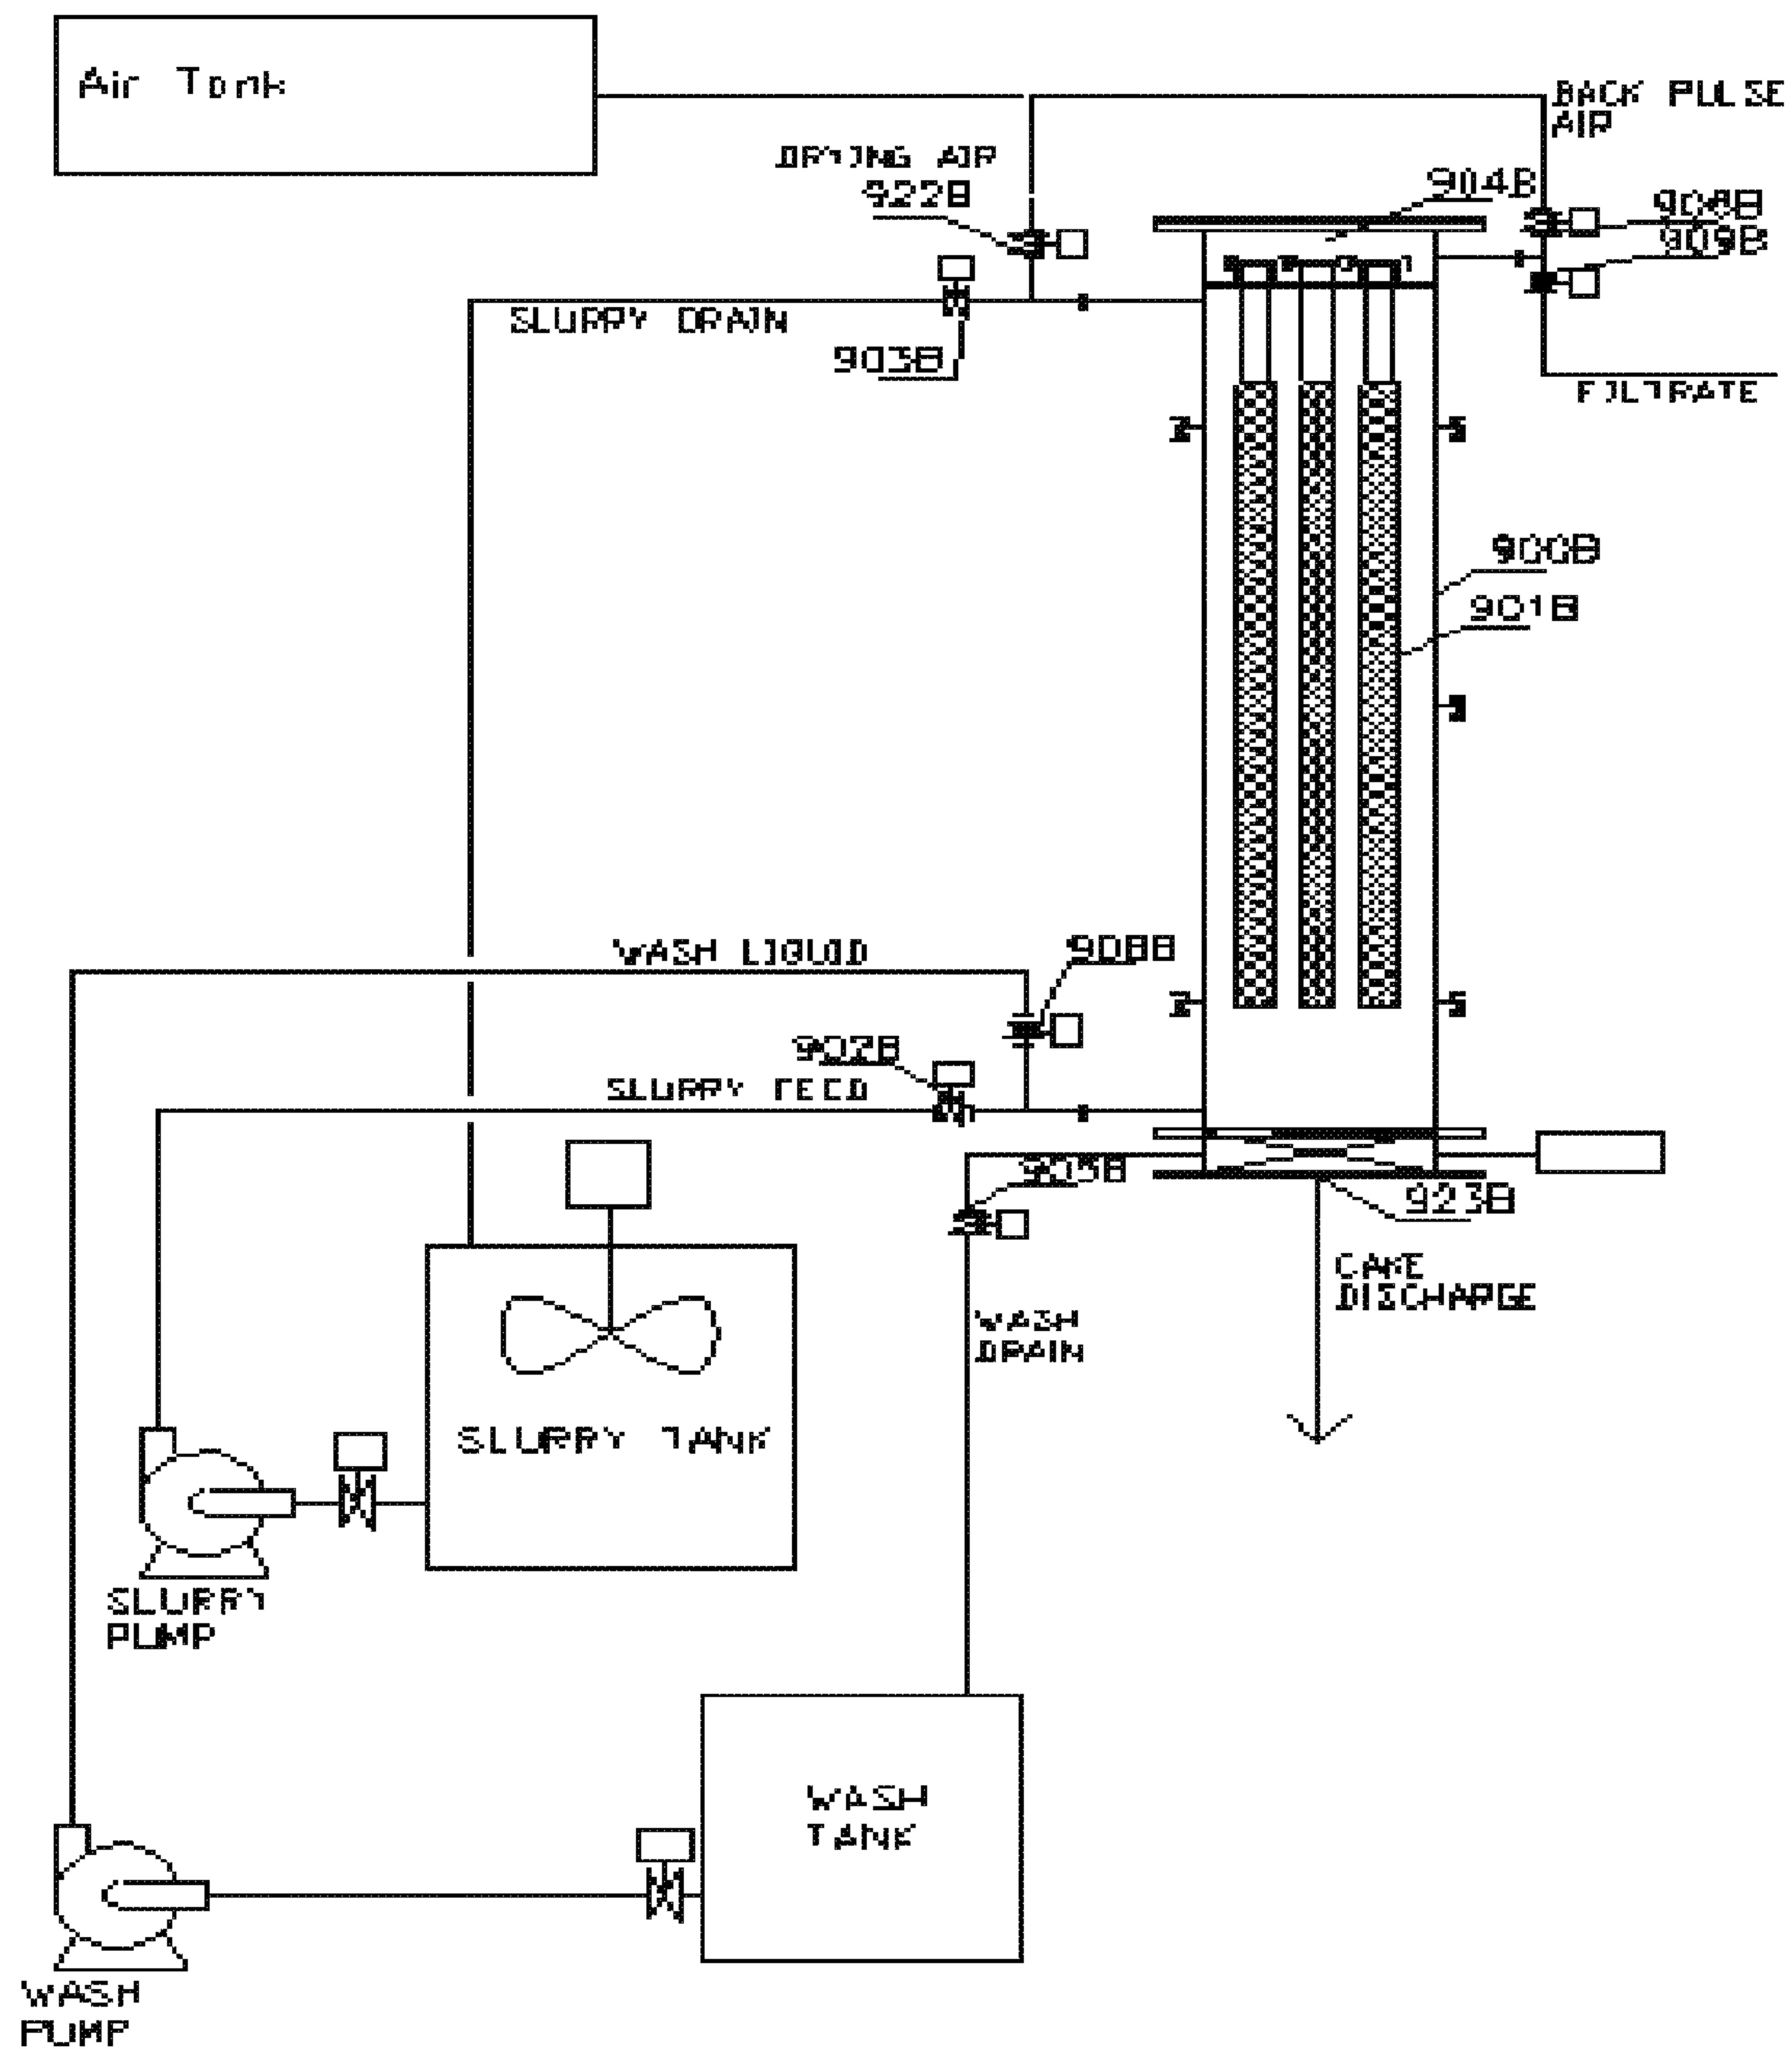 Air Tank
BACK PULSE
AIR
DRYING AIR
922B
904B
909B
SLURRY DRAIN
903B
FILTRATE
900B
901B
WASH LIQUID
908B
902B
SLURRY FEED
905B
923B
CAKE
DISCHARGE
WASH
DRAIN
SLURRY TANK
SLURRY
PUMP
WASH
TANK
WASH
PUMP